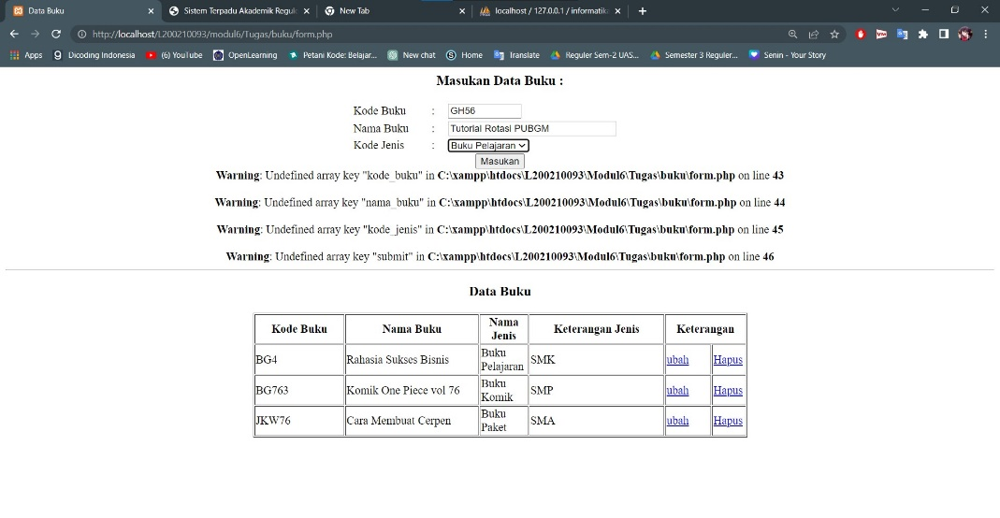 Data Buku
Sistem Terpadu Akademik Regul
New Tab
localhost / 127.0.0.1 / informatik
http://localhost/L200210093/modul6/Tugas/buku/form.php
Apps
Dicoding Indonesia
(6) YouTube
OpenLearning
Petani Kode: Belajar...
New chat
Home
Translate
Reguler Sem-2 UAS...
Semester 3 Reguler...
Senin - Your Story
Masukan Data Buku :
Kode Buku : GH56
Nama Buku : Tutorial Rotasi PUBGM
Kode Jenis : Buku Pelajaran
Masukan
Warning: Undefined array key "kode_buku" in C:\xampp\htdocs\L200210093\Modul6\Tugas\buku\form.php on line 43
Warning: Undefined array key "nama_buku" in C:\xampp\htdocs\L200210093\Modul6\Tugas\buku\form.php on line 44
Warning: Undefined array key "kode_jenis" in C:\xampp\htdocs\L200210093\Modul6\Tugas\buku\form.php on line 45
Warning: Undefined array key "submit" in C:\xampp\htdocs\L200210093\Modul6\Tugas\buku\form.php on line 46
Data Buku
Kode Buku Nama Buku Nama Jenis Keterangan Jenis Keterangan
BG4 Rahasia Sukses Bisnis Buku Pelajaran SMK ubah Hapus
BG763 Komik One Piece vol 76 Buku Komik SMP ubah Hapus
JKW76 Cara Membuat Cerpen Buku Paket SMA ubah Hapus